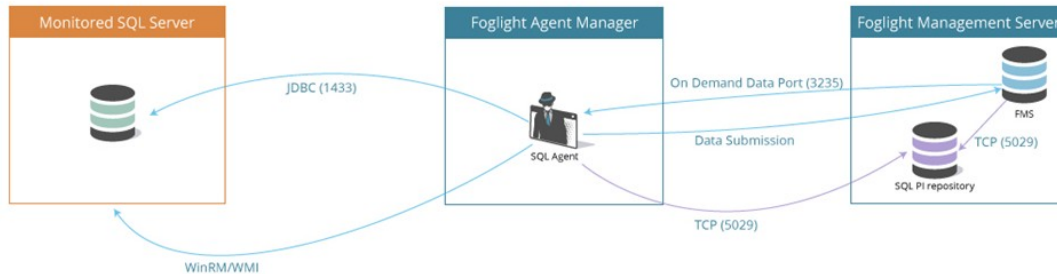 Monitored SQL Server
Foglight Agent Manager
Foglight Management Server
JDBC (1433)
On Demand Data Port (3235)
FMS
Data Submission
TCP (5029)
SQL Agent
SQL PI repository
TCP (5029)
WinRM/WMI